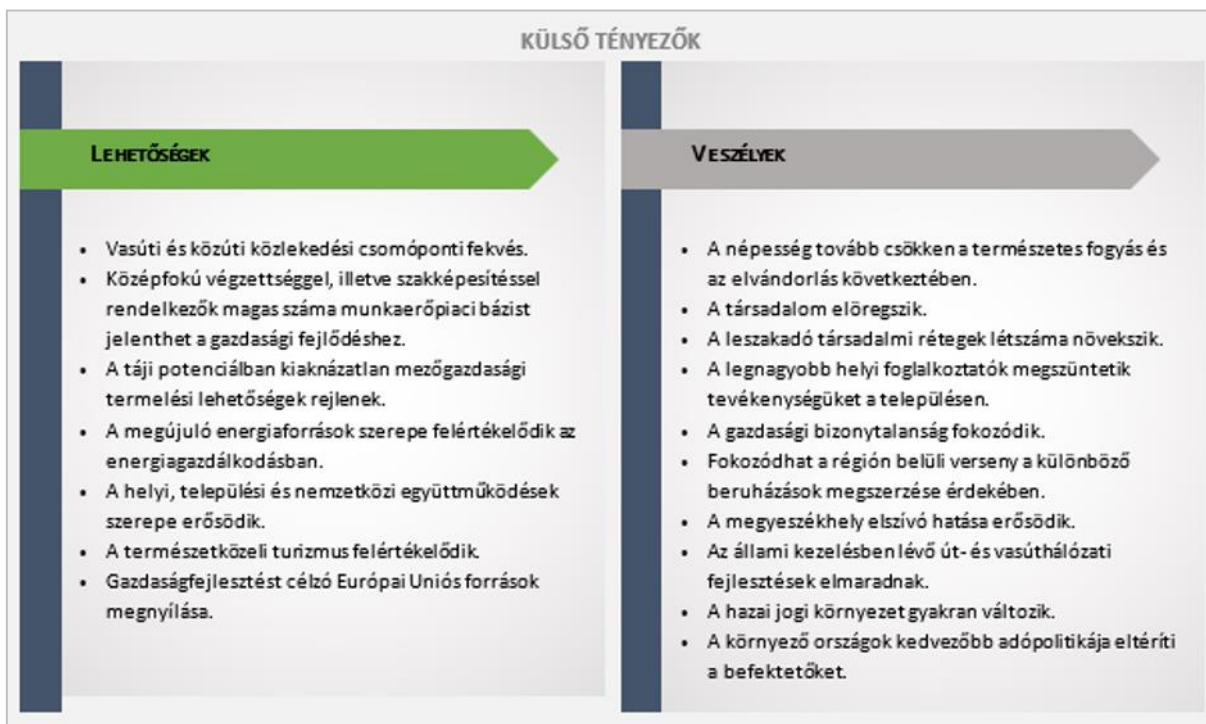 KÜLSŐ TÉNYEZŐK
LEHETŐSÉGEK
• Vasúti és közúti közlekedési csomóponti fekvés.
• Középfokú végzettséggel, illetve szakképesítéssel
rendelkezők magas száma munkaerőpiaci bázist
jelenthet a gazdasági fejlődéshez.
• A táji potenciálban kiaknázatlan mezőgazdasági
termelési lehetőségek rejlenek.
• A megújuló energiaforrások szerepe felértékelődik az
energiagazdálkodásban.
• A helyi, települési és nemzetközi együttműködések
szerepe erősödik.
• A természetközeli turizmus felértékelődik.
• Gazdaságfejlesztést célzó Európai Uniós források
megnyílása.
VESZÉLYEK
• A népesség tovább csökken a természetes fogyás és
az elvándorlás következtében.
• A társadalom elöregszik.
• A leszakadó társadalmi rétegek létszáma növekszik.
• A legnagyobb helyi foglalkoztatók megszüntetik
tevékenységüket a településen.
• A gazdasági bizonytalanság fokozódik.
• Fokozódhat a régión belüli verseny a különböző
beruházások megszerzése érdekében.
• A megyeszékhely elszívó hatása erősödik.
• Az állami kezelésben lévő út- és vasúthálózati
fejlesztések elmaradnak.
• A hazai jogi környezet gyakran változik.
• A környező országok kedvezőbb adópolitikája eltéríti
a befektetőket.